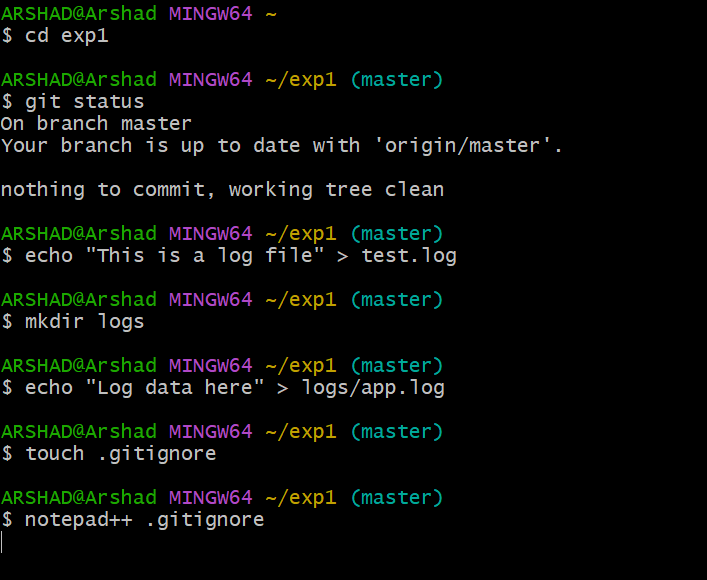 ARSHAD@Arshad MINGW64 ~
$ cd exp1
ARSHAD@Arshad MINGW64 ~/exp1 (master)
$ git status
On branch master
Your branch is up to date with 'origin/master'.
nothing to commit, working tree clean
ARSHAD@Arshad MINGW64 ~/exp1 (master)
$ echo "This is a log file" > test.log
ARSHAD@Arshad MINGW64 ~/exp1 (master)
$ mkdir logs
ARSHAD@Arshad MINGW64 ~/exp1 (master)
$ echo "Log data here" > logs/app.log
ARSHAD@Arshad MINGW64 ~/exp1 (master)
$ touch .gitignore
ARSHAD@Arshad MINGW64 ~/exp1 (master)
$ notepad++ .gitignore